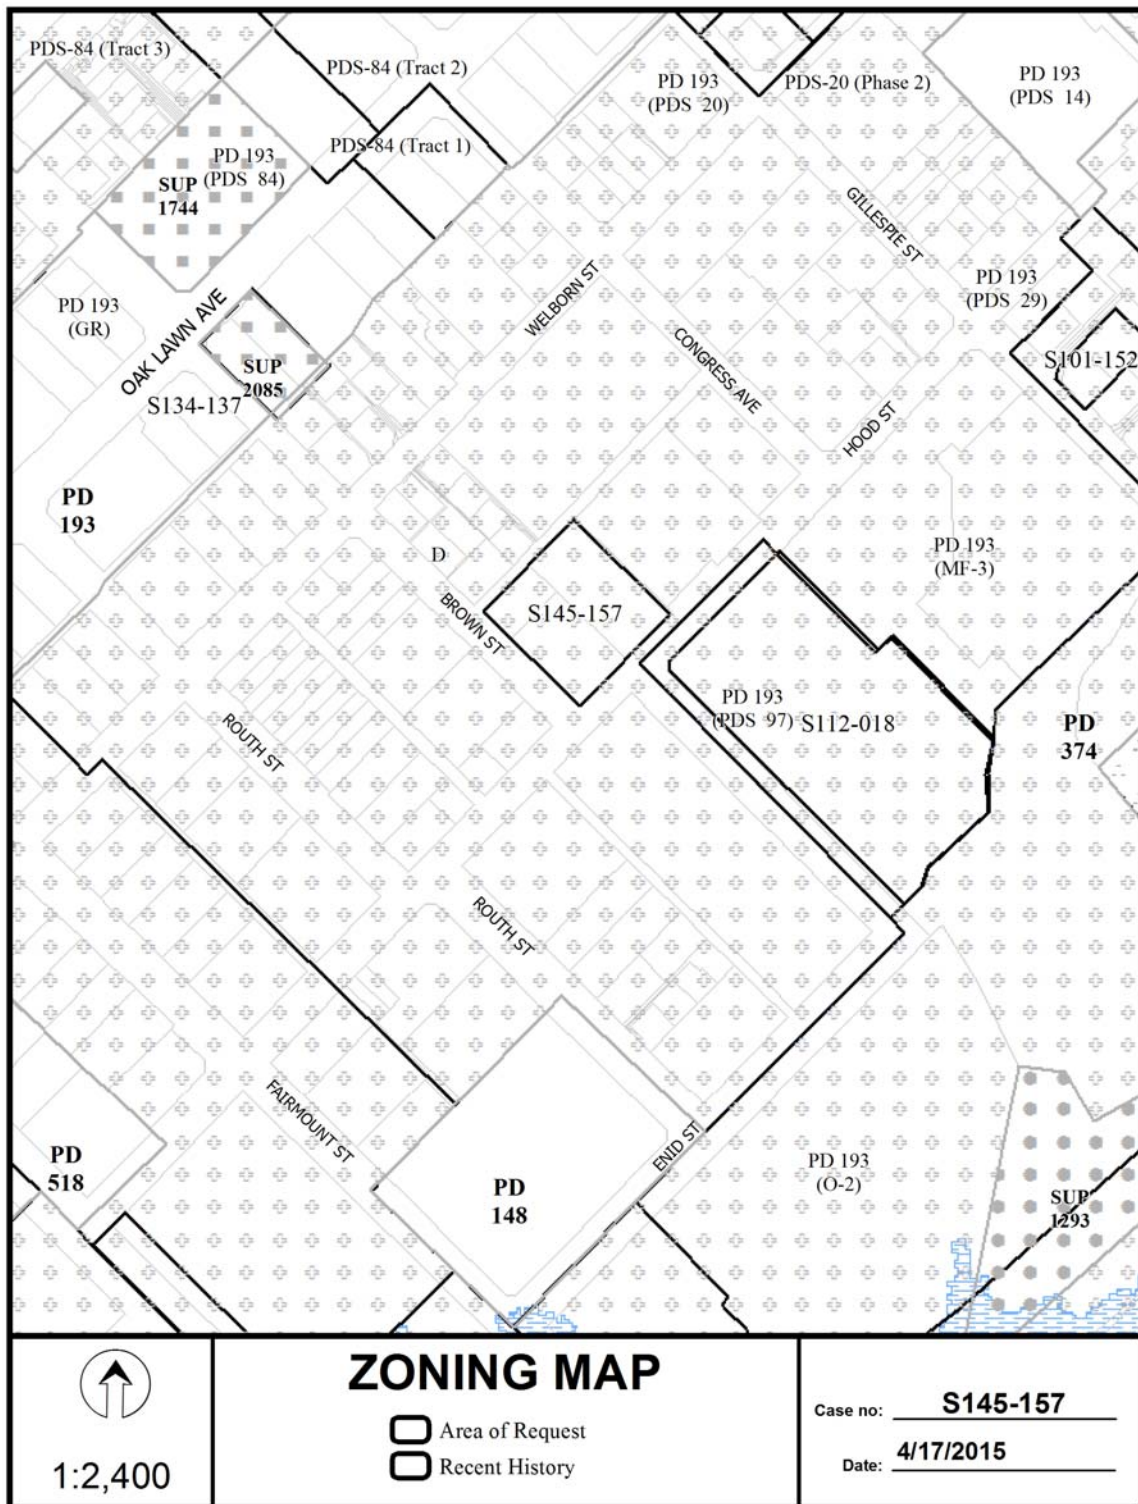 PDS-84 (Tract 3)
PDS-84 (Tract 2)
PD 193
(PDS 20)
PDS-20 (Phase 2)
PD 193
(PDS 14)
PDS-84 (Tract 1)
PD 193
(PDS 84)
SUP
1744
GILLESPIE ST
PD 193
(GR)
OAK LAWN AVE
WELBORN ST
PD 193
(PDS 29)
SUP
2085
S134-137
CONGRESS AVE
S101-152
HOOD ST
PD
193
D
PD 193
(MF-3)
BROWN ST
S145-157
PD 193
(PDS 97)
S112-018
PD
374
ROUTH ST
ROUTH ST
FAIRMOUNT ST
PD
518
PD
148
ENID ST
PD 193
(O-2)
SUP
1293
1:2,400
ZONING MAP
Area of Request
Recent History
Case no: S145-157
Date: 4/17/2015